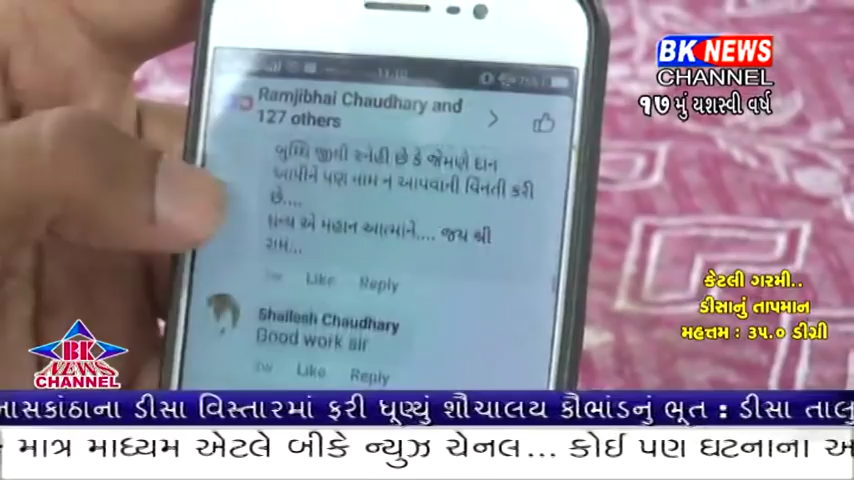 Ramjibhai Chaudhary and
127 others
જીથી સ્નેહી છે કે જેમણે દાન
આપીને પણ નામ ન આપવાની વિનંતી કરી
છે....
ધન્ય એ મહાન આત્માંને.... જય શ્રી
રામ...
Like Reply
Shailesh Chaudhary
Good work sir
Like Reply
BK NEWS
CHANNEL
૧૭ મું યશસ્વી વર્ષ
કેટલી ગરમી..
ડીસાનું તાપમાન
મહત્તમ : ૩૫.૦ ડીગ્રી
BK
NEWS
CHANNEL
નાસકાંઠાના ડીસા વિસ્તારમાં ફરી ધૂણ્યું શૌચાલય કૌભાંડનું ભૂત : ડીસા તાલુ
માત્ર માધ્યમ એટલે બીકે ન્યુઝ ચેનલ... કોઈ પણ ઘટનાના